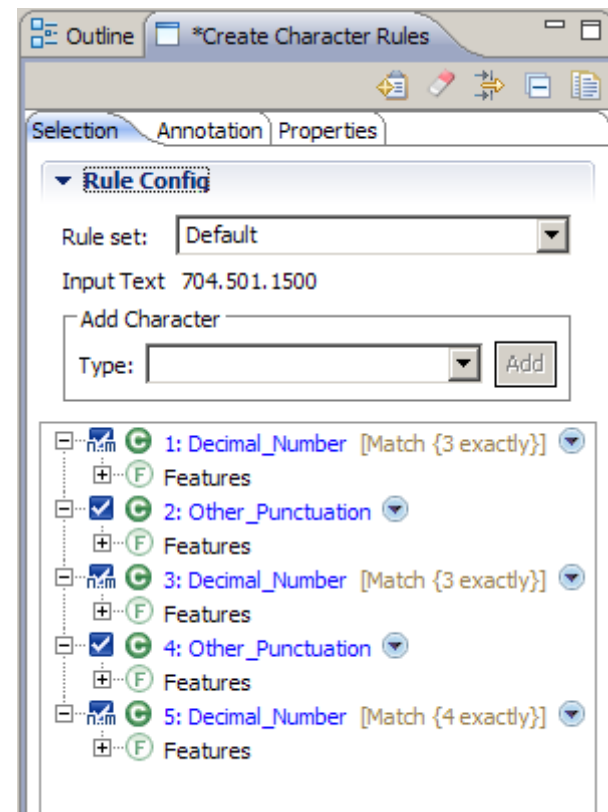 Outline *Create Character Rules
Selection Annotation Properties
Rule Config
Rule set: Default
Input Text 704.501.1500
Add Character
Type: Add
n..m C 1: Decimal_Number [Match {3 exactly}]
F Features
C 2: Other_Punctuation
F Features
n..m C 3: Decimal_Number [Match {3 exactly}]
F Features
C 4: Other_Punctuation
F Features
n..m C 5: Decimal_Number [Match {4 exactly}]
F Features